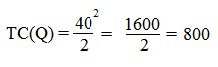 TC(Q) = 40²/2 = 1600/2 = 800